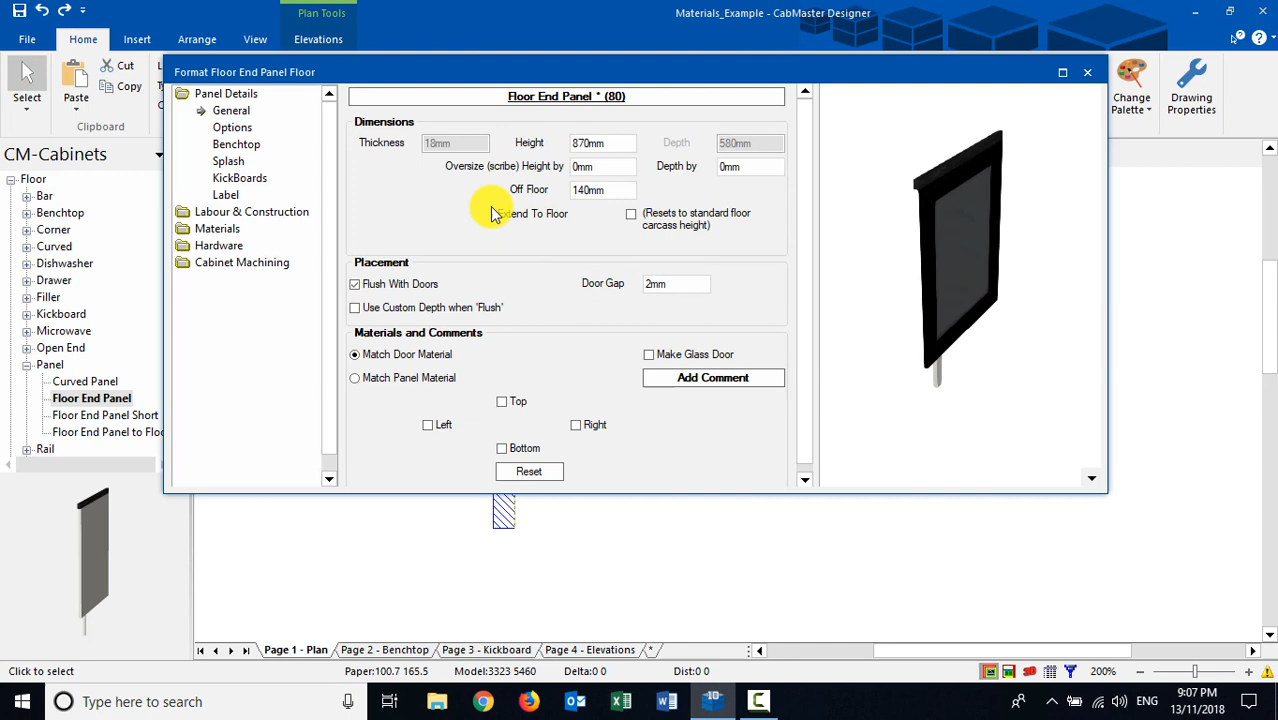 Plan Tools
Materials_Example - CabMaster Designer
File
Home
Insert
Arrange
View
Elevations
Select
Paste
Cut
Copy
Clipboard
Change
Palette
Drawing
Properties
CM-Cabinets
Floor
Bar
Benchtop
Corner
Curved
Dishwasher
Drawer
Filler
Kickboard
Microwave
Open End
Panel
Curved Panel
Floor End Panel
Floor End Panel Short
Floor End Panel to Floo
Rail
Format Floor End Panel Floor
Panel Details
General
Options
Benchtop
Splash
KickBoards
Label
Labour & Construction
Materials
Hardware
Cabinet Machining
Floor End Panel * (80)
Dimensions
Thickness 18mm Height 870mm Depth 580mm
Oversize (scribe) Height by 0mm Depth by 0mm
Off Floor 140mm
Extend To Floor (Resets to standard floor
carcass height)
Placement
Flush With Doors Door Gap 2mm
Use Custom Depth when 'Flush'
Materials and Comments
Match Door Material Make Glass Door
Match Panel Material Add Comment
Top
Left Right
Bottom
Reset
Page 1 - Plan Page 2 - Benchtop Page 3 - Kickboard Page 4 - Elevations *
Click to select Paper:100.7 165.5 Model:3323 5460 Delta:0 0 Dist:0 0 200%
Type here to search
ENG
9:07 PM
13/11/2018